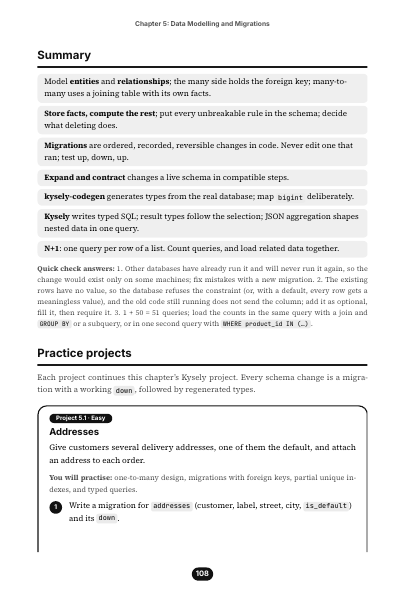 Chapter 5: Data Modelling and Migrations
Summary
Model entities and relationships; the many side holds the foreign key; many-to-
many uses a joining table with its own facts.
Store facts, compute the rest; put every unbreakable rule in the schema; decide
what deleting does.
Migrations are ordered, recorded, reversible changes in code. Never edit one that
ran; test up, down, up.
Expand and contract changes a live schema in compatible steps.
kysely-codegen generates types from the real database; map bigint deliberately.
Kysely writes typed SQL; result types follow the selection; JSON aggregation shapes
nested data in one query.
N+1: one query per row of a list. Count queries, and load related data together.
Quick check answers: 1. Other databases have already run it and will never run it again, so the
change would exist only on some machines; fix mistakes with a new migration. 2. The existing
rows have no value, so the database refuses the constraint (or, with a default, every row gets a
meaningless value), and the old code still running does not send the column; add it as optional,
fill it, then require it. 3. 1 + 50 = 51 queries; load the counts in the same query with a join and
GROUP BY or a subquery, or in one second query with WHERE product_id IN (…).
Practice projects
Each project continues this chapter's Kysely project. Every schema change is a migra-
tion with a working down, followed by regenerated types.
Project 5.1 · Easy
Addresses
Give customers several delivery addresses, one of them the default, and attach
an address to each order.
You will practise: one-to-many design, migrations with foreign keys, partial unique in-
dexes, and typed queries.
1 Write a migration for addresses (customer, label, street, city, is_default)
and its down.
108